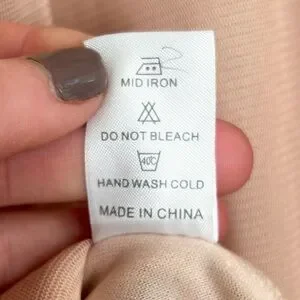 MID IRON
DO NOT BLEACH
40℃
HAND WASH COLD
MADE IN CHINA